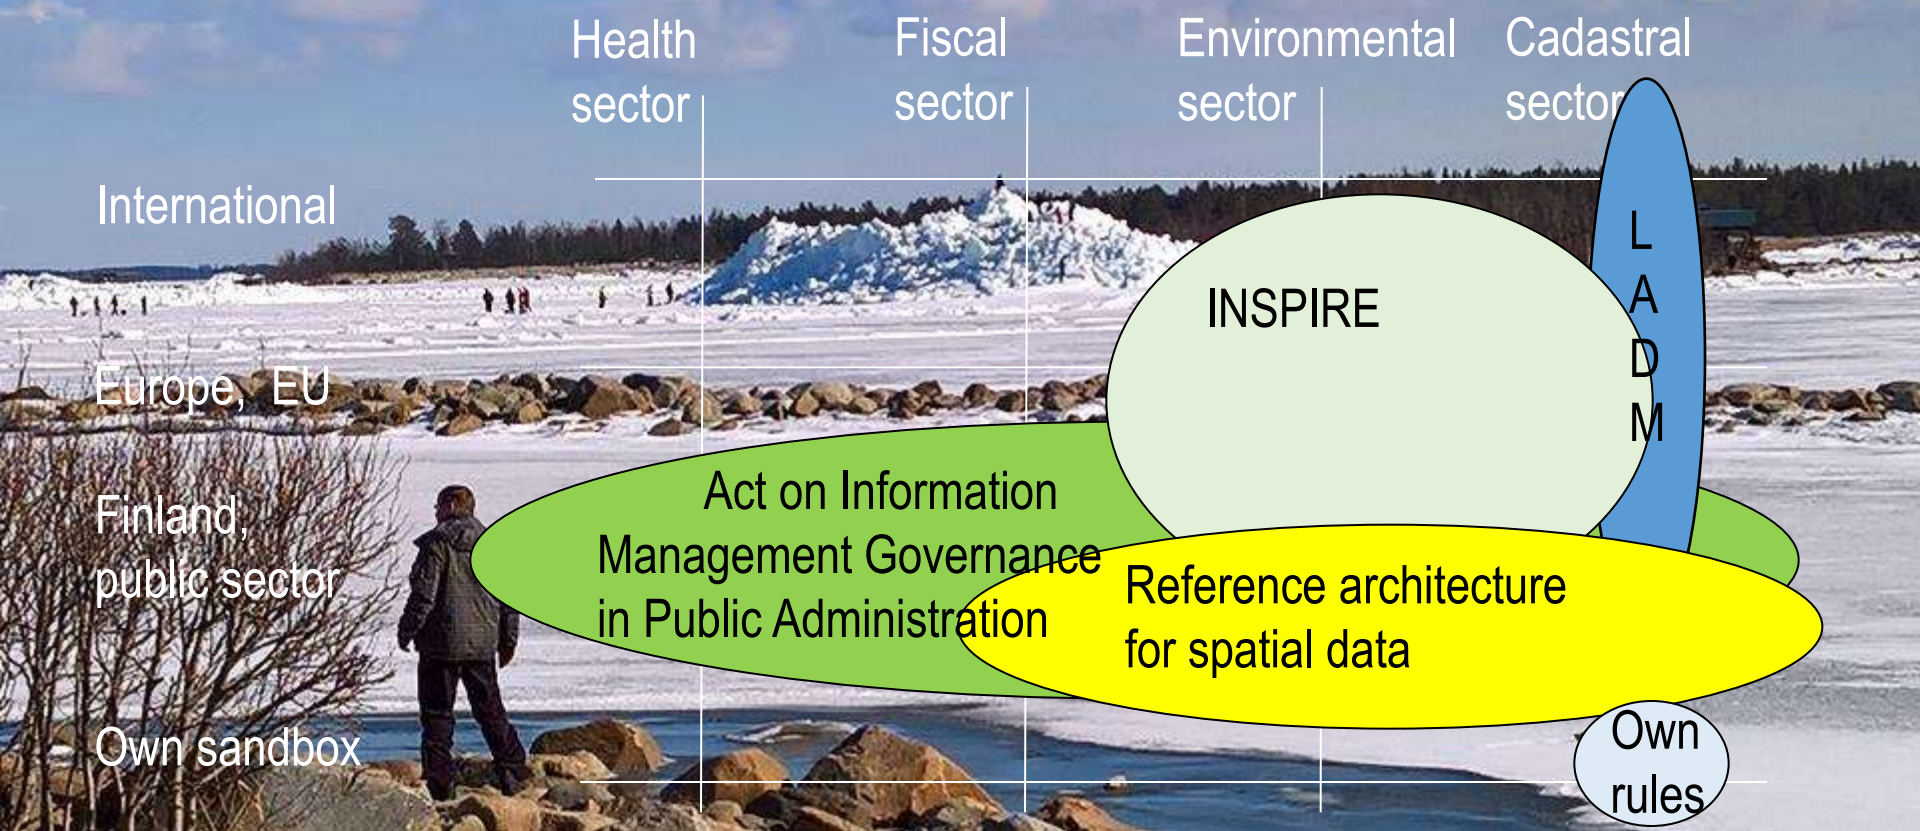 Health
sector
Fiscal
sector
Environmental
sector
Cadastral
sector
International
Europe, EU
Finland,
public sector
Own sandbox
INSPIRE
L
A
D
M
Act on Information
Management Governance
in Public Administration
Reference architecture
for spatial data
Own
rules